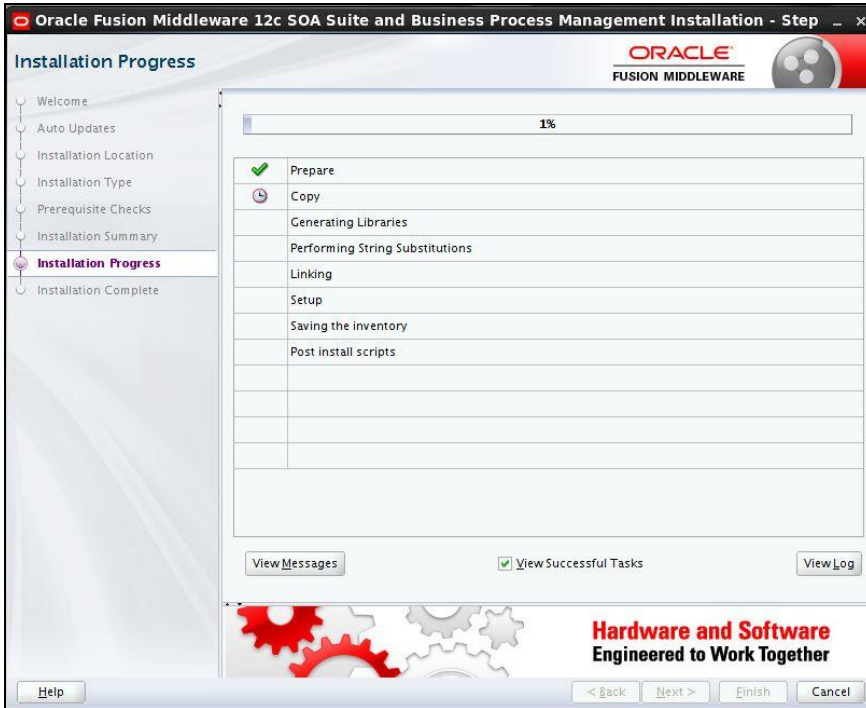 Oracle Fusion Middleware 12c SOA Suite and Business Process Management Installation - Step
Installation Progress
ORACLE
FUSION MIDDLEWARE
Welcome
Auto Updates
Installation Location
Installation Type
Prerequisite Checks
Installation Summary
Installation Progress
Installation Complete
1%
Prepare
Copy
Generating Libraries
Performing String Substitutions
Linking
Setup
Saving the inventory
Post install scripts
View Messages
View Successful Tasks
View Log
Hardware and Software
Engineered to Work Together
Help
< Back
Next >
Finish
Cancel